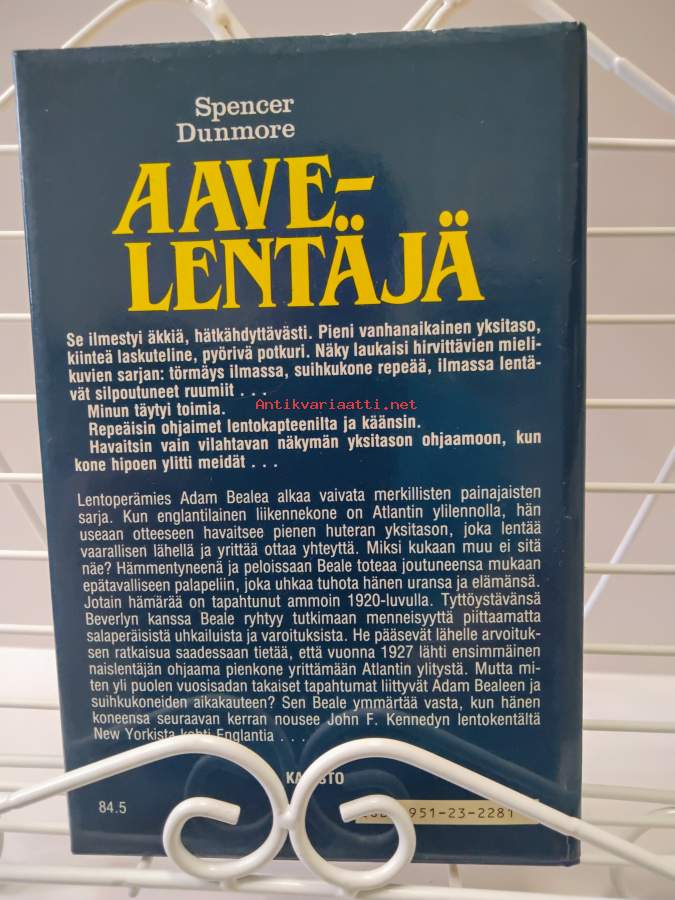 Spencer
Dunmore
AAVE-
LENTÄJÄ
Se ilmestyi äkkiä, hätkähdyttävästi. Pieni vanhanaikainen yksitaso,
kiinteä laskuteline, pyörivä potkuri. Näky laukaisi hirvittävien mieli-
kuvien sarjan: törmäys ilmassa, suihkukone repeää, ilmassa lentä-
vät silpoutuneet ruumiit . . .
Antikvariaatti.net
Minun täytyi toimia.
Repeäisin ohjaimet lentokapteenilta ja käänsin.
Havaitsin vain vilahtavan näkymän yksitason ohjaamoon, kun
kone hipoen ylitti meidät . . .
Lentoperämies Adam Bealea alkaa vaivata merkillisten painajaisten
sarja. Kun englantilainen liikennekone on Atlantin ylilennolla, hän
useaan otteeseen havaitsee pienen huteran yksitason, joka lentää
vaarallisen lähellä ja yrittää ottaa yhteyttä. Miksi kukaan muu ei sitä
näe? Hämmentyneenä ja peloissaan Beale toteaa joutuneensa mukaan
epätavalliseen palapeliin, joka uhkaa tuhota hänen uransa ja elämänsä.
Jotain hämärää on tapahtunut ammoin 1920-luvulla. Tyttöystävänsä
Beverlyn kanssa Beale ryhtyy tutkimaan menneisyyttä piittaamatta
salaperäisistä uhkailuista ja varoituksista. He pääsevät lähelle arvoituk-
sen ratkaisua saadessaan tietää, että vuonna 1927 lähti ensimmäinen
naislentäjän ohjaama pienkone yrittämään Atlantin ylitystä. Mutta mi-
ten yli puolen vuosisadan takaiset tapahtumat liittyvät Adam Bealeen ja
suihkukoneiden aikakauteen? Sen Beale ymmärtää vasta, kun hänen
koneensa seuraavan kerran nousee John F. Kennedyn lentokentältä
New Yorkista kohti Englantia . . .
84.5
951-23-2281